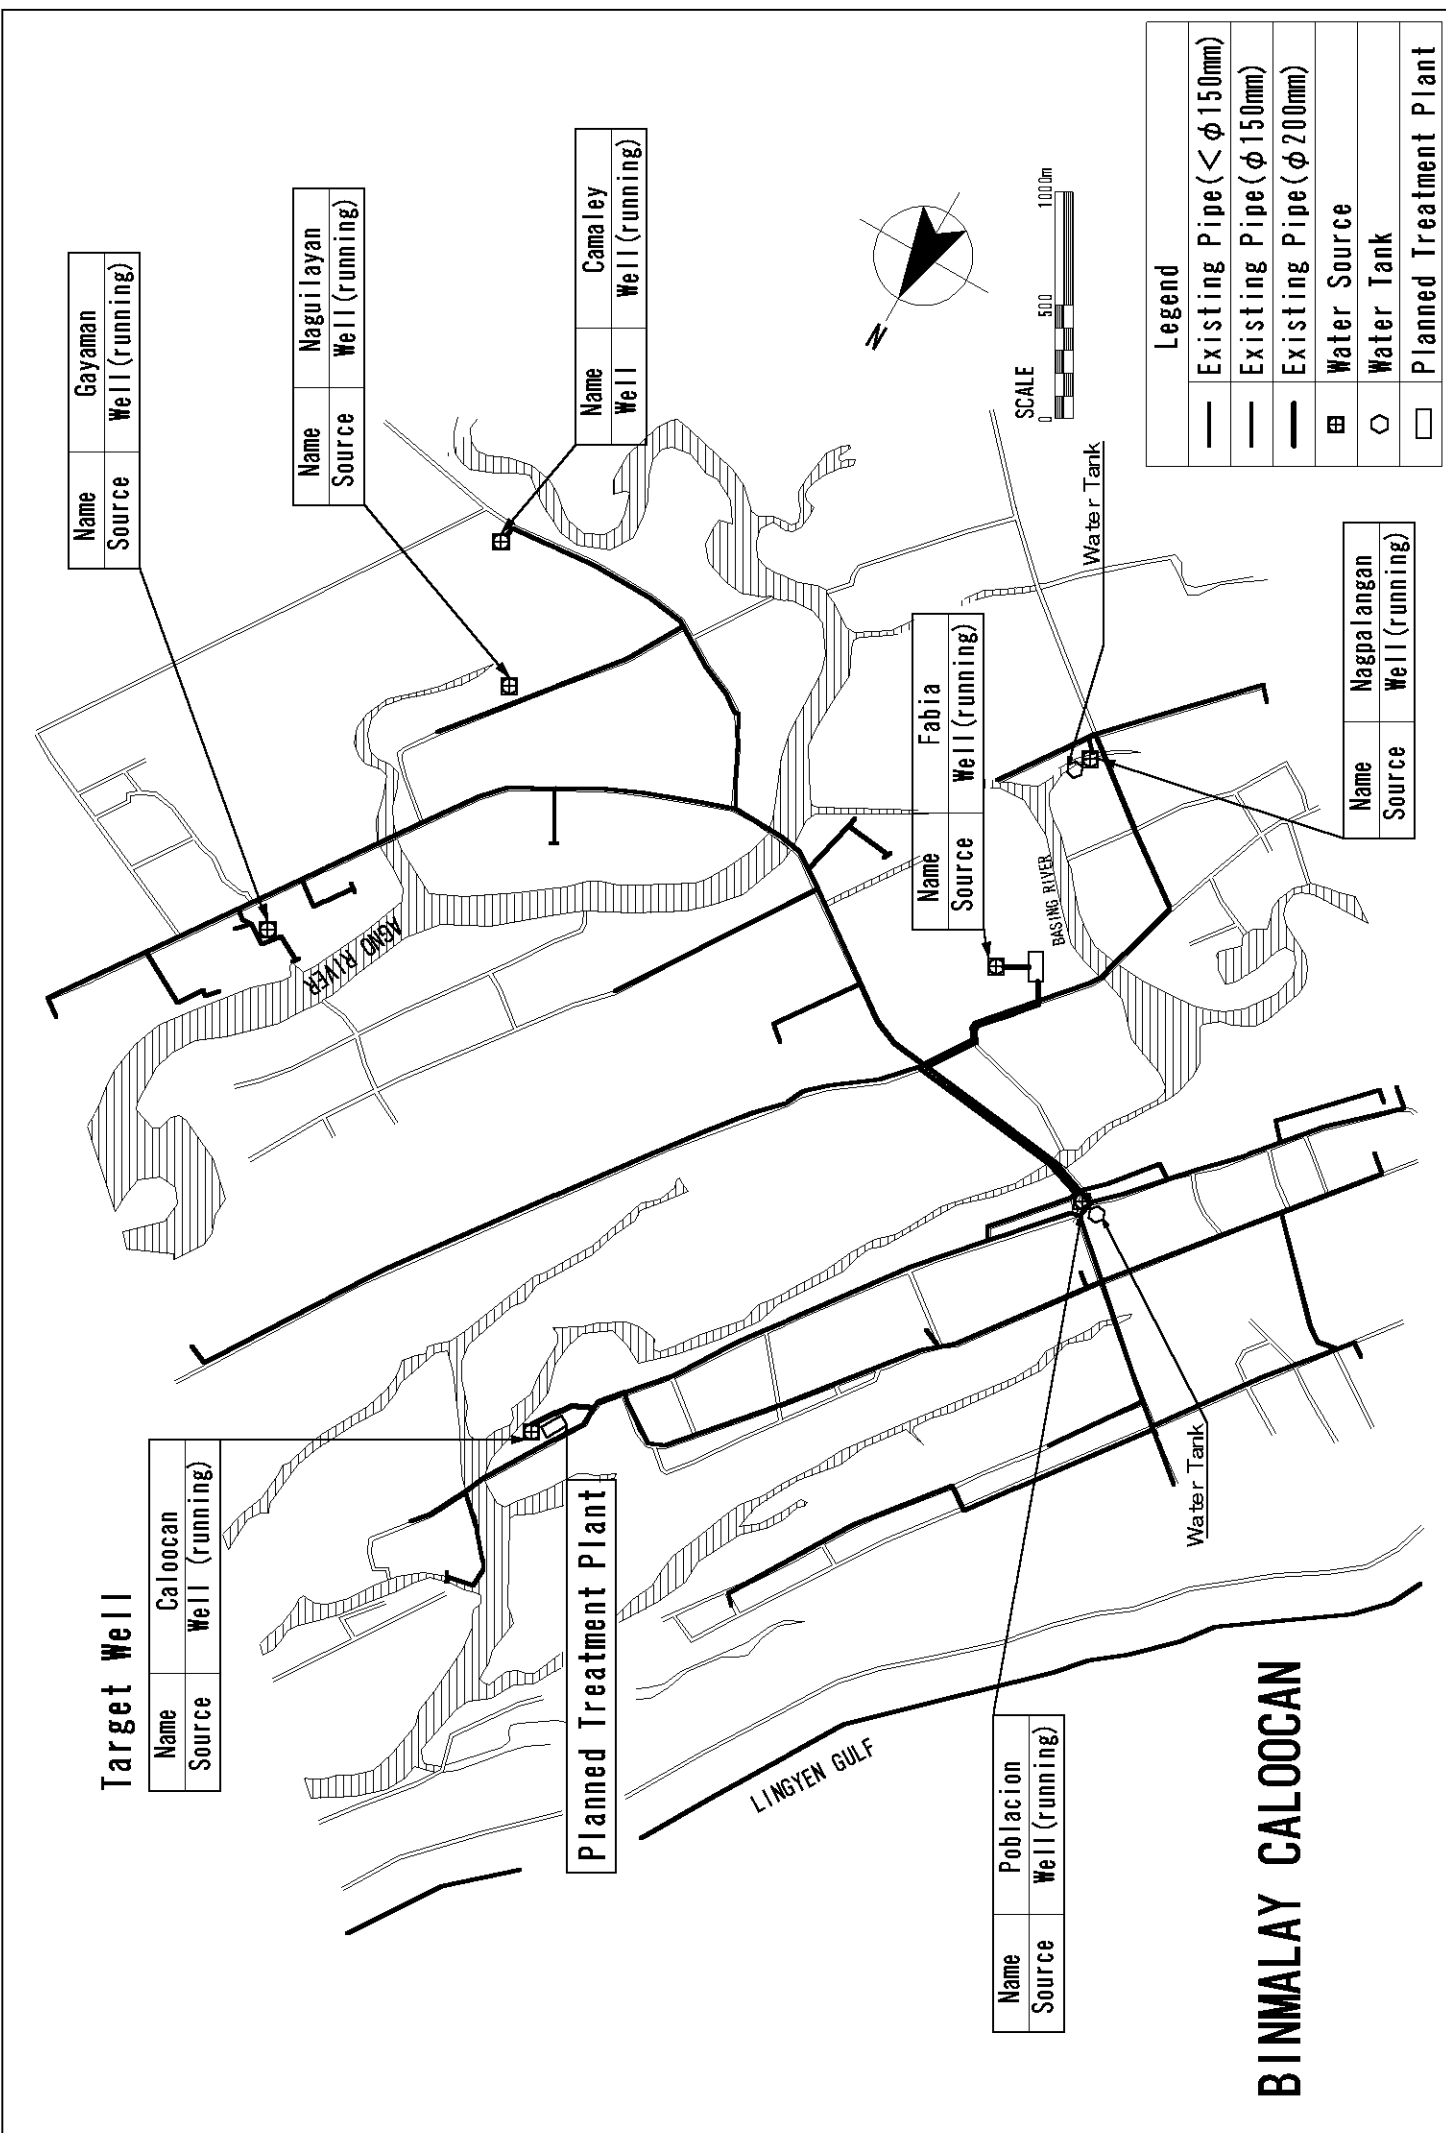 Target Well
Name Caloocan
Source Well (running)
Name Gayaman
Source Well(running)
Name Naguilayan
Source Well(running)
Name Camaley
Well Well(running)
AGNO RIVER
Planned Treatment Plant
LINGYEN GULF
Name Fabia
Source Well(running)
BASING RIVER
N
SCALE
0 500 1000m
Water Tank
Water Tank
Name Poblacion
Source Well(running)
Name Nagpalangan
Source Well(running)
BINMALAY CALOOCAN
Legend
Existing Pipe(<φ150mm)
Existing Pipe(φ150mm)
Existing Pipe(φ200mm)
Water Source
Water Tank
Planned Treatment Plant